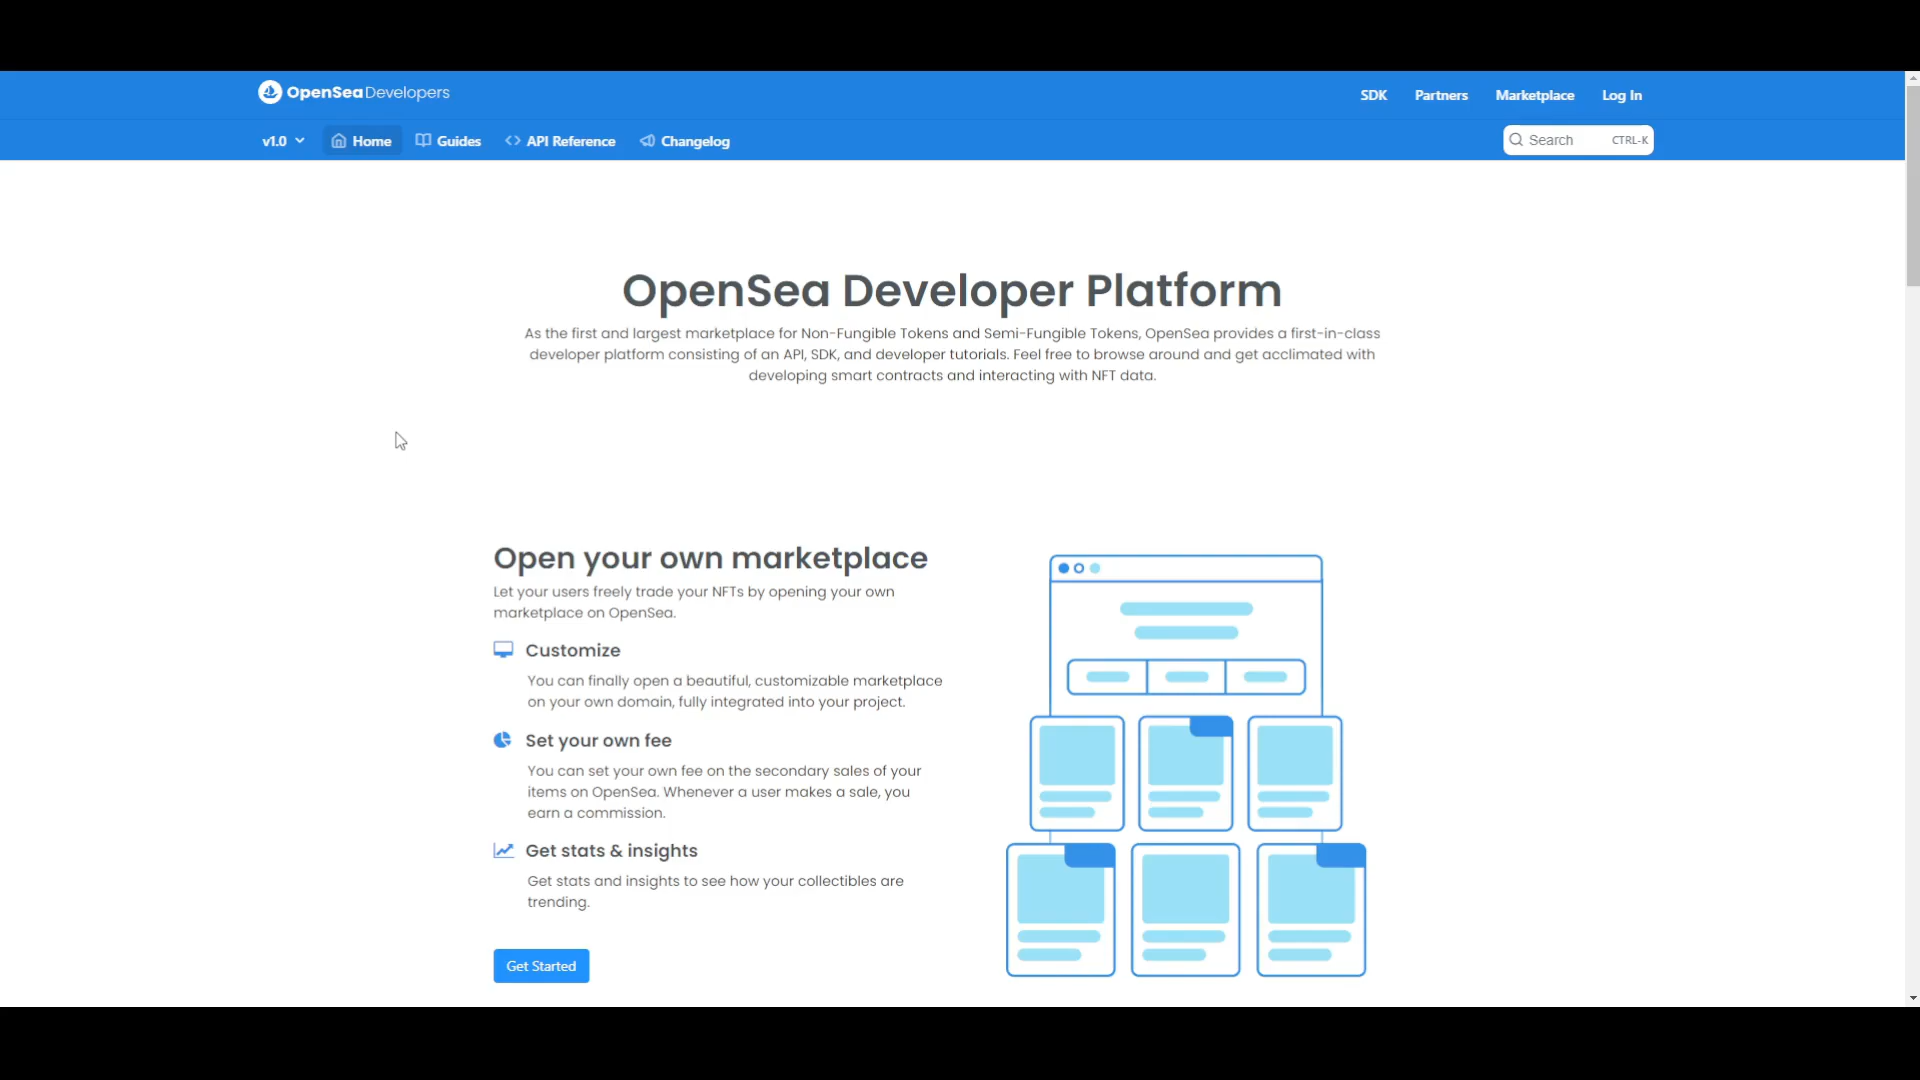 OpenSea Developers
SDK Partners Marketplace Log In
v1.0 Home Guides API Reference Changelog
Search CTRL-K
OpenSea Developer Platform
As the first and largest marketplace for Non-Fungible Tokens and Semi-Fungible Tokens, OpenSea provides a first-in-class
developer platform consisting of an API, SDK, and developer tutorials. Feel free to browse around and get acclimated with
developing smart contracts and interacting with NFT data.
Open your own marketplace
Let your users freely trade your NFTs by opening your own
marketplace on OpenSea.
Customize
You can finally open a beautiful, customizable marketplace
on your own domain, fully integrated into your project.
Set your own fee
You can set your own fee on the secondary sales of your
items on OpenSea. Whenever a user makes a sale, you
earn a commission.
Get stats & insights
Get stats and insights to see how your collectibles are
trending.
Get Started